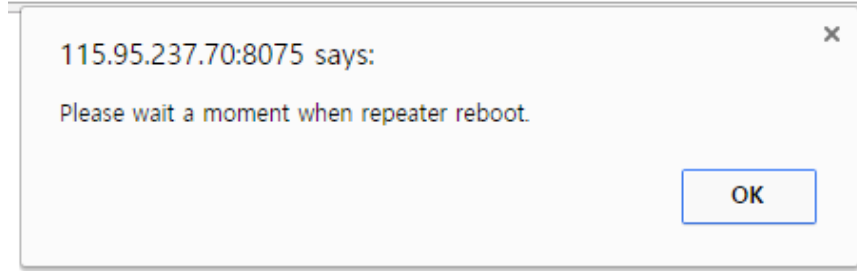 115.95.237.70:8075 says:
Please wait a moment when repeater reboot.
OK